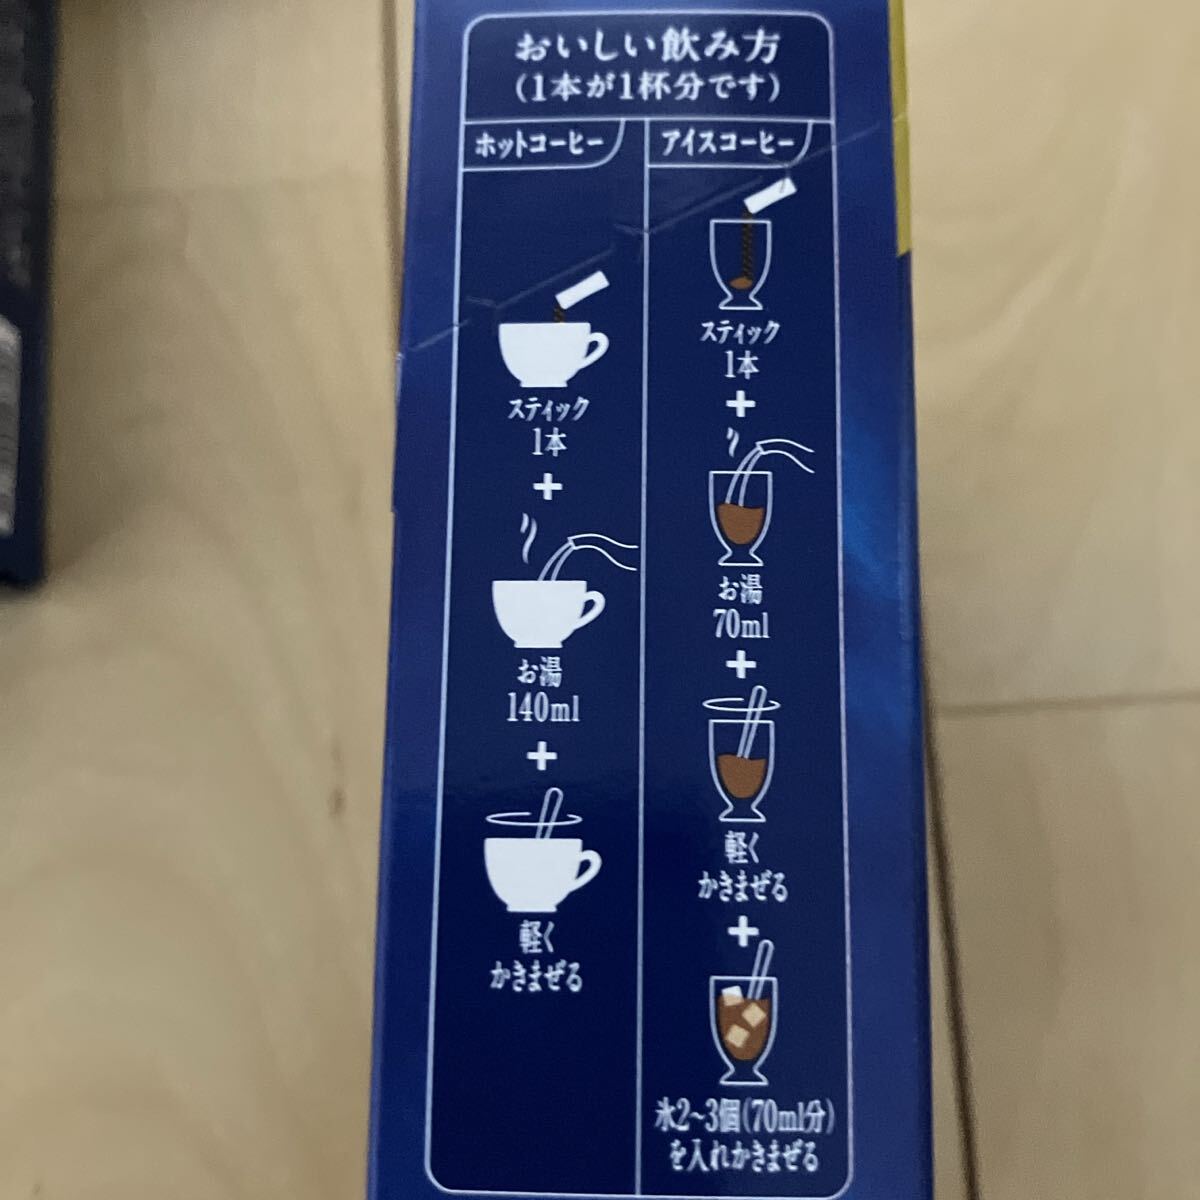 おいしい飲み方
(1本が1杯分です)
ホットコーヒー
スティック
1本
+
お湯
140ml
+
軽く
かきまぜる
アイスコーヒー
スティック
1本
+
お湯
70ml
+
軽く
かきまぜる
+
氷2~3個(70ml分)
を入れかきまぜる